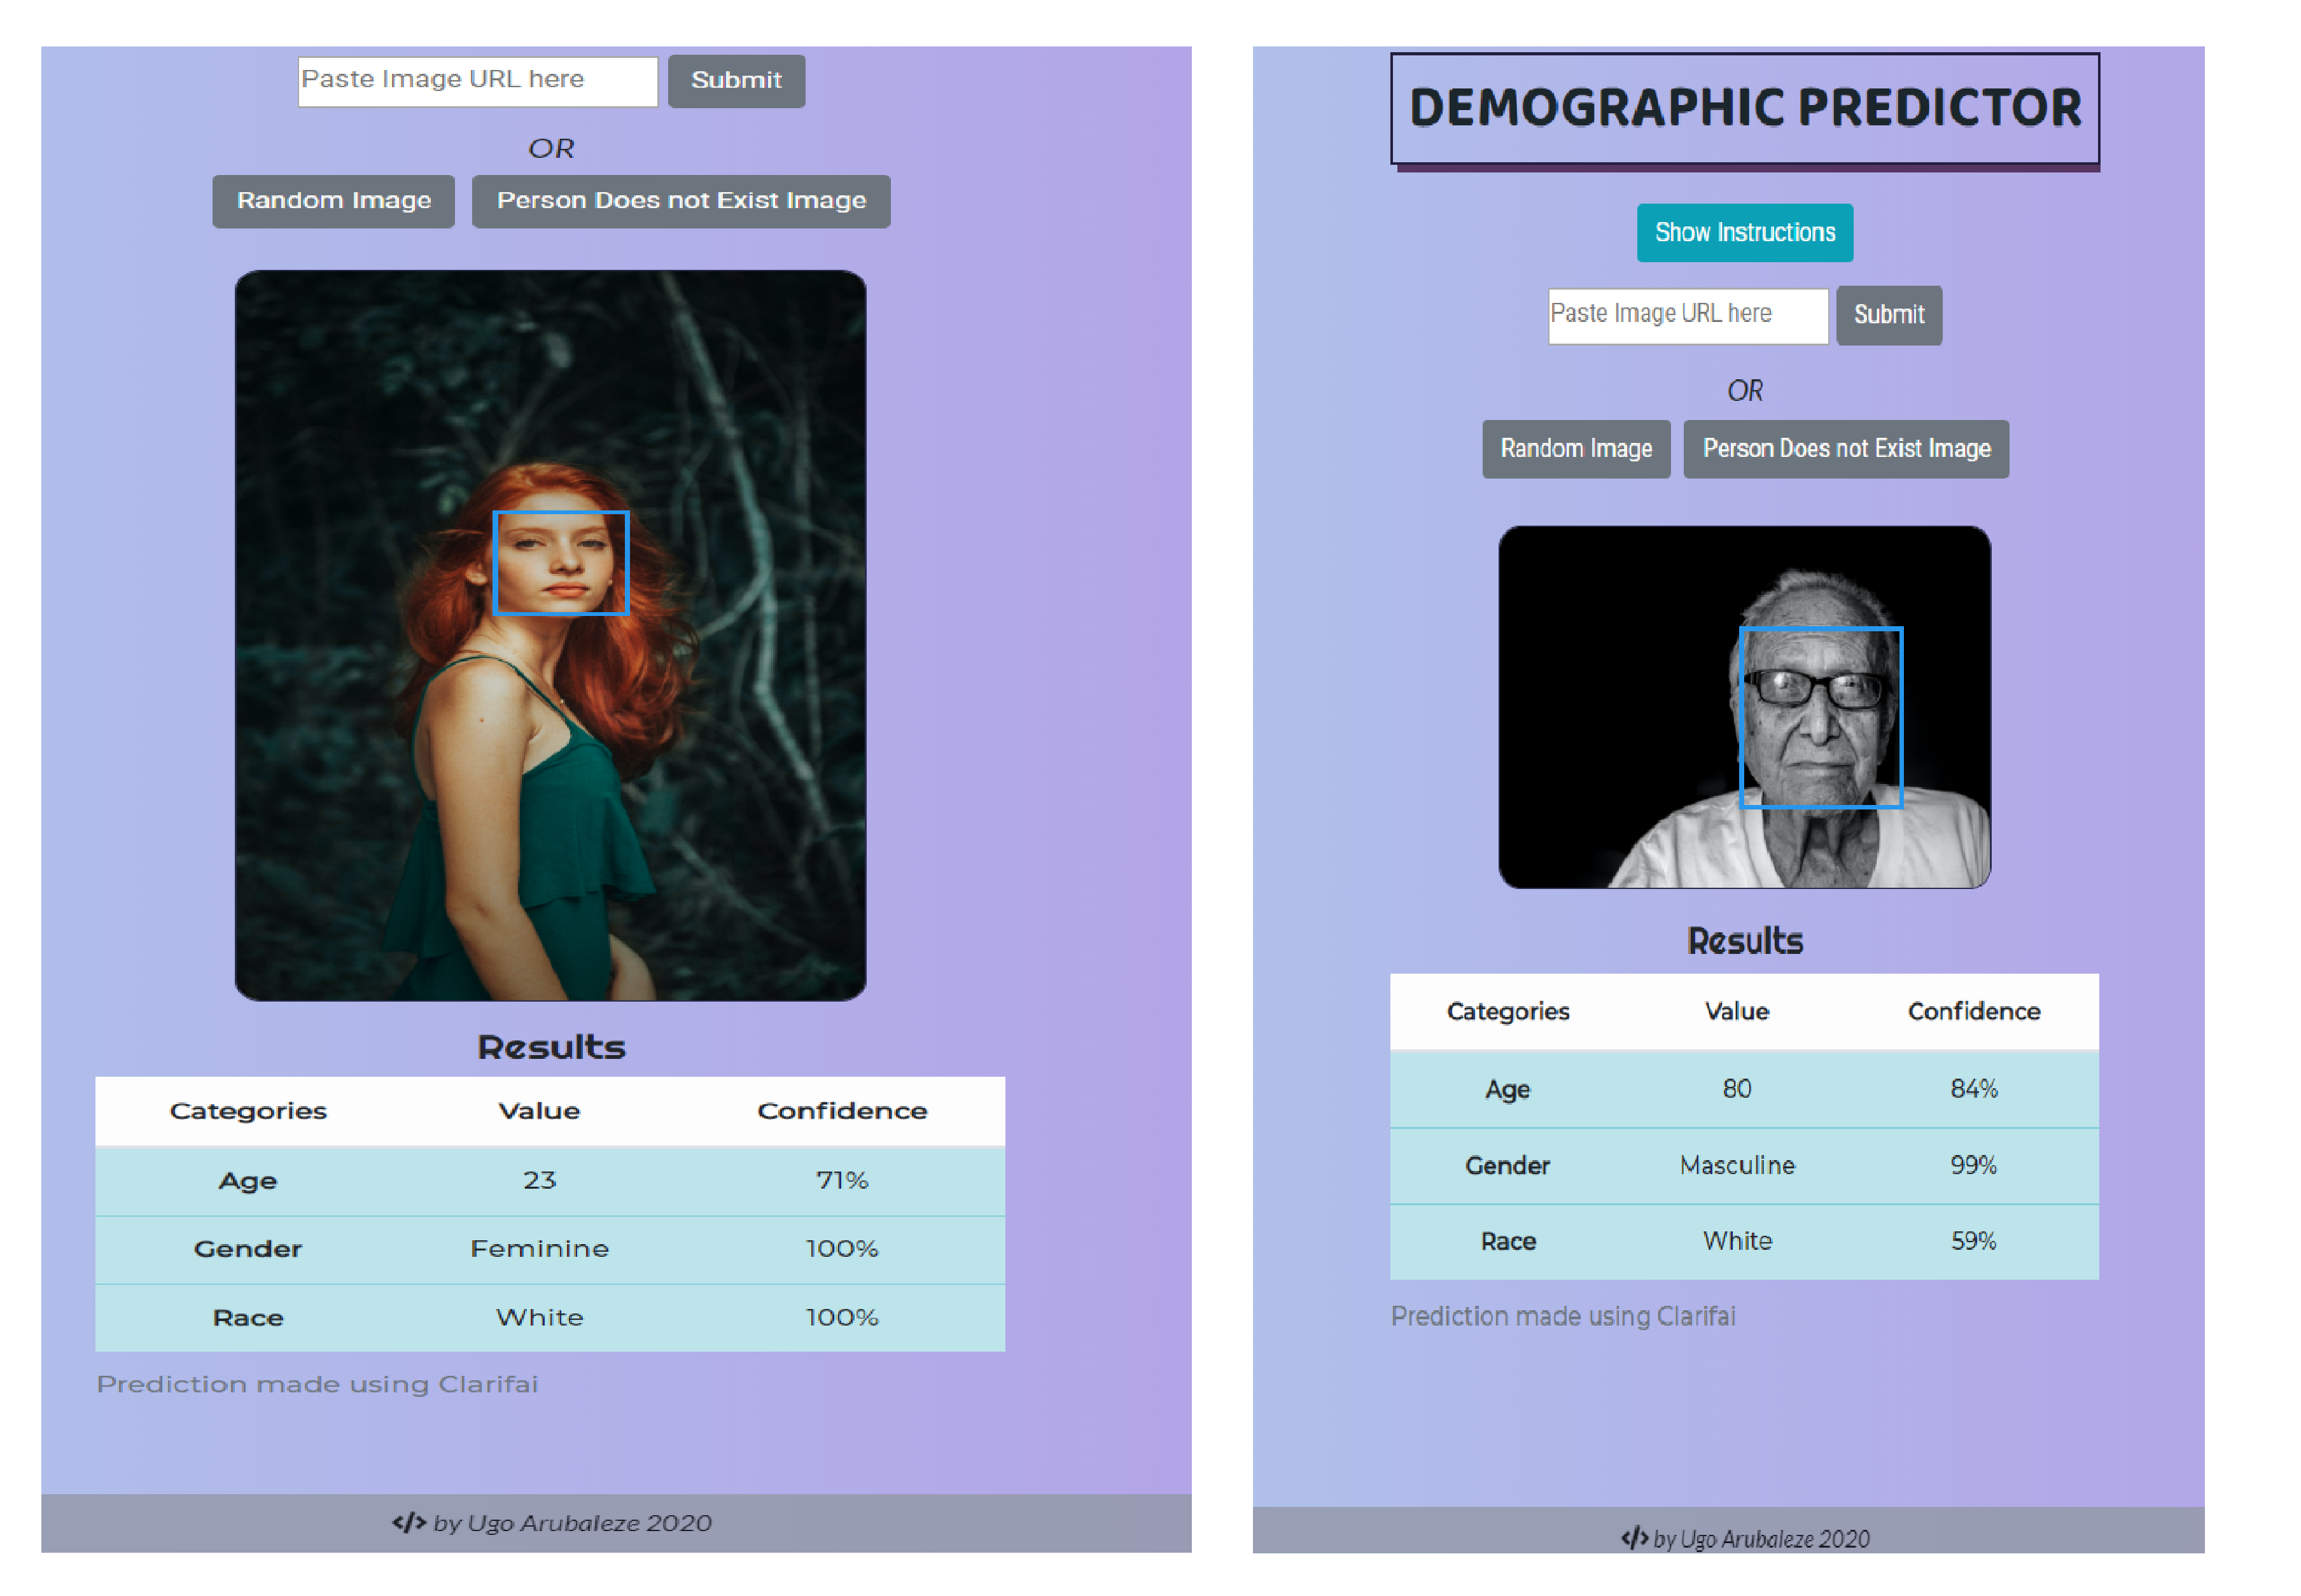 Paste Image URL here Submit
OR
Random Image Person Does not Exist Image
Results
Categories Value Confidence
Age 23 71%
Gender Feminine 100%
Race White 100%
Prediction made using Clarifai
</> by Ugo Arubaleze 2020
DEMOGRAPHIC PREDICTOR
Show Instructions
Paste Image URL here Submit
OR
Random Image Person Does not Exist Image
Results
Categories Value Confidence
Age 80 84%
Gender Masculine 99%
Race White 59%
Prediction made using Clarifai
</> by Ugo Arubaleze 2020